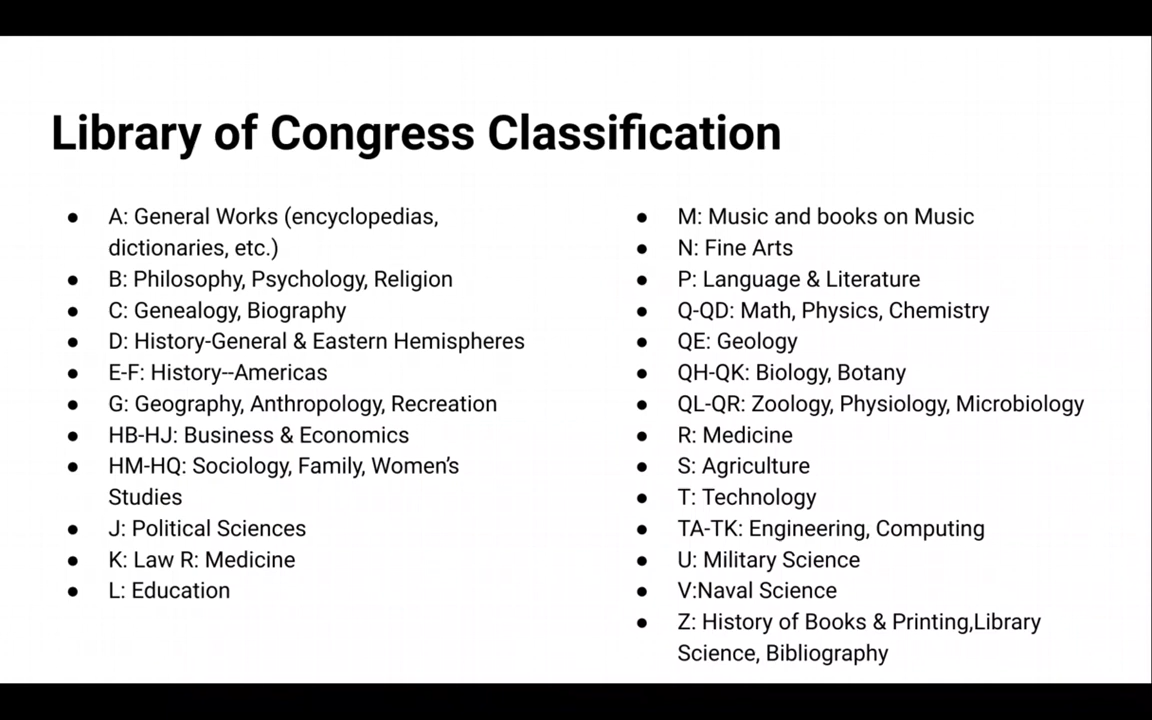 Library of Congress Classification
● A: General Works (encyclopedias,
dictionaries, etc.)
● B: Philosophy, Psychology, Religion
● C: Genealogy, Biography
● D: History-General & Eastern Hemispheres
● E-F: History--Americas
● G: Geography, Anthropology, Recreation
● HB-HJ: Business & Economics
● HM-HQ: Sociology, Family, Women's
Studies
● J: Political Sciences
● K: Law R: Medicine
● L: Education
● M: Music and books on Music
● N: Fine Arts
● P: Language & Literature
● Q-QD: Math, Physics, Chemistry
● QE: Geology
● QH-QK: Biology, Botany
● QL-QR: Zoology, Physiology, Microbiology
● R: Medicine
● S: Agriculture
● T: Technology
● TA-TK: Engineering, Computing
● U: Military Science
● V:Naval Science
● Z: History of Books & Printing,Library
Science, Bibliography